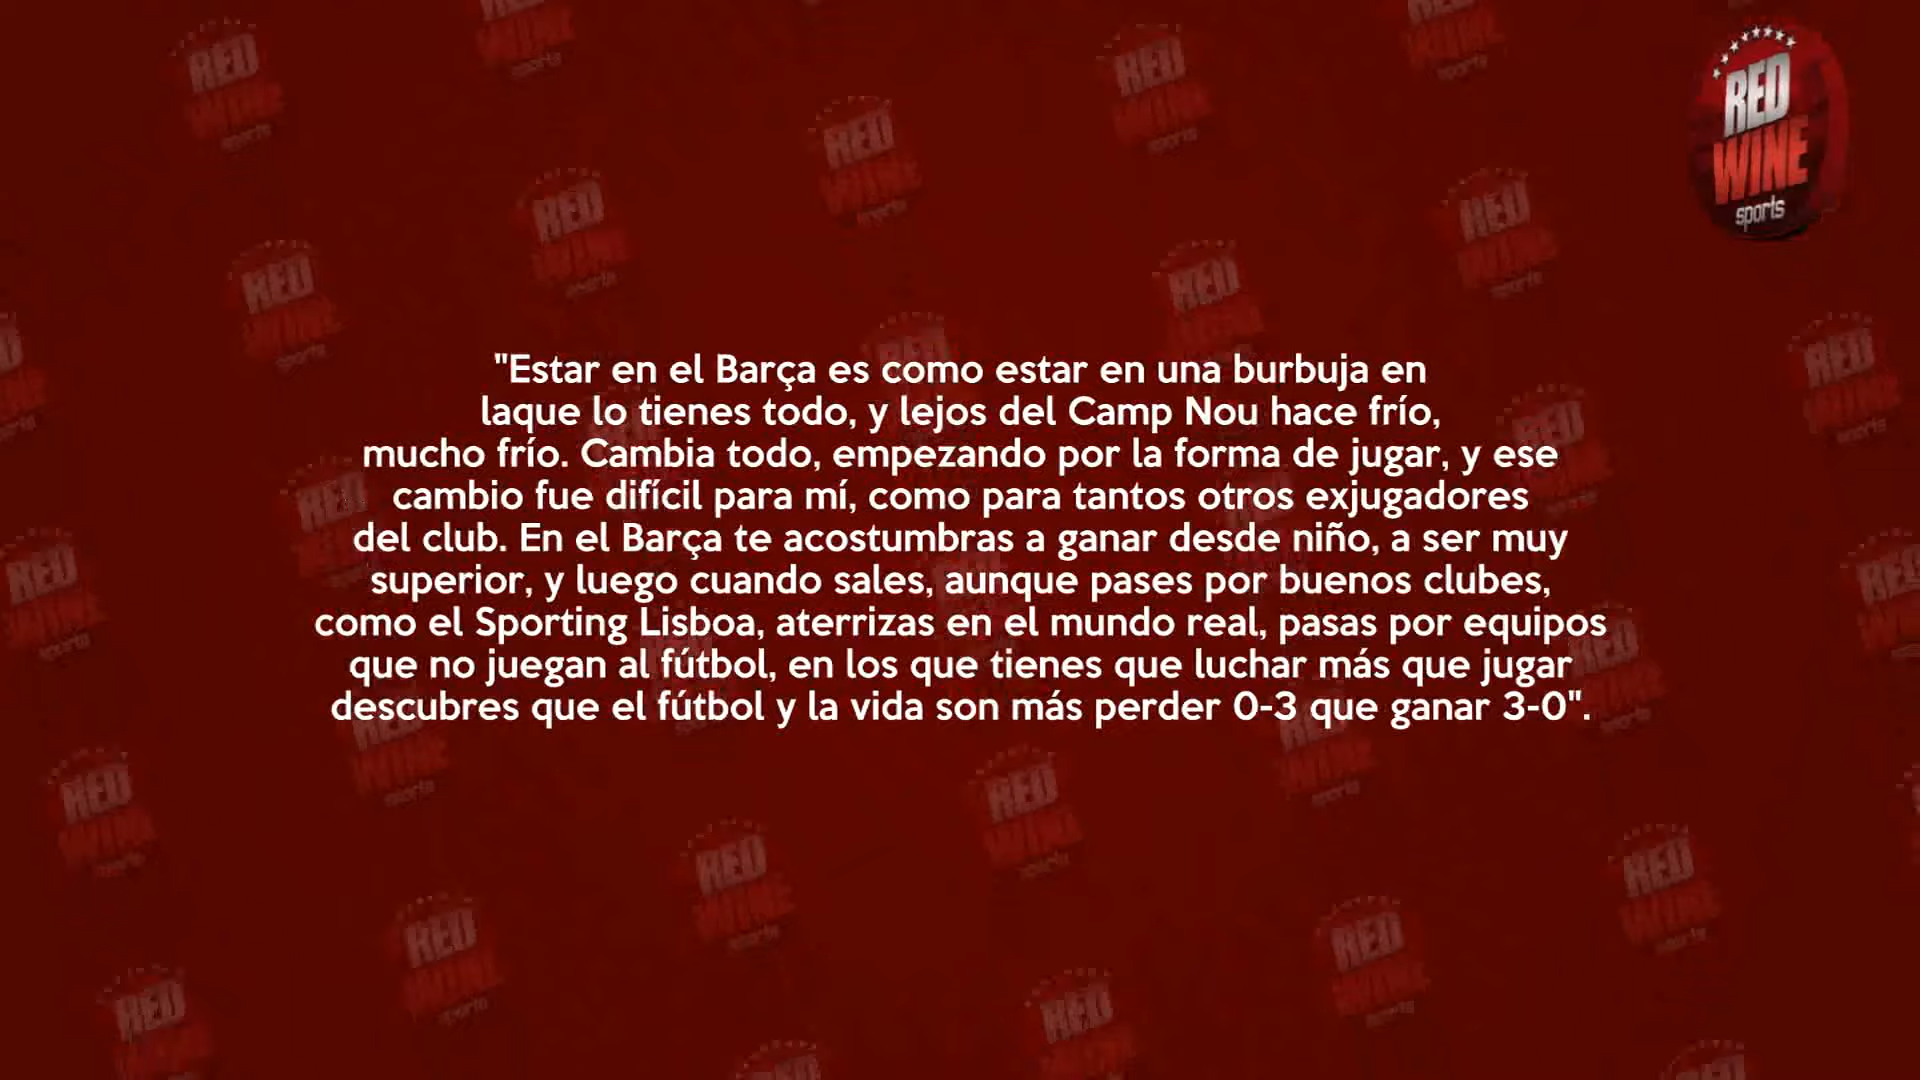 RED
WINE
sports
"Estar en el Barça es como estar en una burbuja en
laque lo tienes todo, y lejos del Camp Nou hace frío,
mucho frío. Cambia todo, empezando por la forma de jugar, y ese
cambio fue difícil para mí, como para tantos otros exjugadores
del club. En el Barça te acostumbras a ganar desde niño, a ser muy
superior, y luego cuando sales, aunque pases por buenos clubes,
como el Sporting Lisboa, aterrizas en el mundo real, pasas por equipos
que no juegan al fútbol, en los que tienes que luchar más que jugar
descubres que el fútbol y la vida son más perder 0-3 que ganar 3-0".